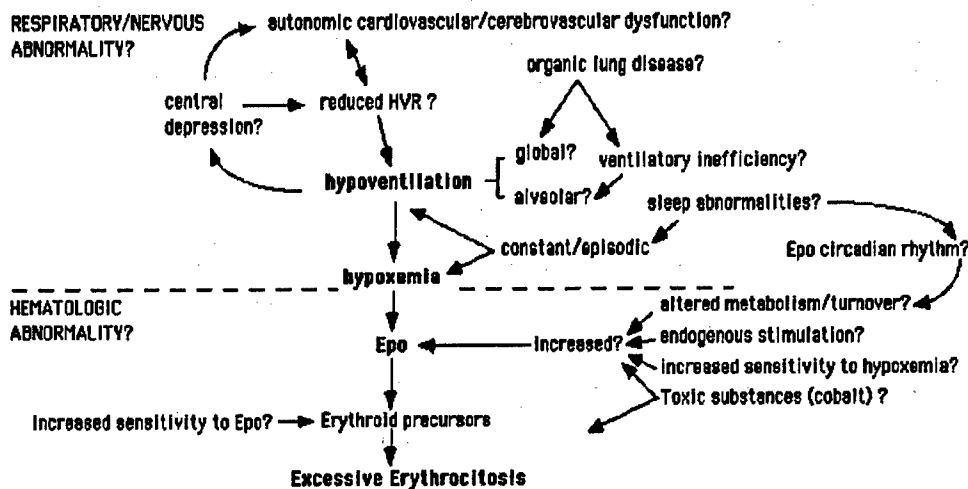 RESPIRATORY/NERVOUS
ABNORMALITY?
autonomic cardiovascular/cerebrovascular dysfunction?
organic lung disease?
central
depression?
reduced HVR ?
global?
ventilatory inefficiency?
hypoventilation
alveolar?
sleep abnormalities?
constant/episodic
Epo circadian rhythm?
hypoxemia
HEMATOLOGIC
ABNORMALITY?
altered metabolism/turnover?
endogenous stimulation?
Epo
increased?
increased sensitivity to hypoxemia?
Toxic substances (cobalt) ?
Increased sensitivity to Epo?
Erythroid precursors
Excessive Erythrocitosis